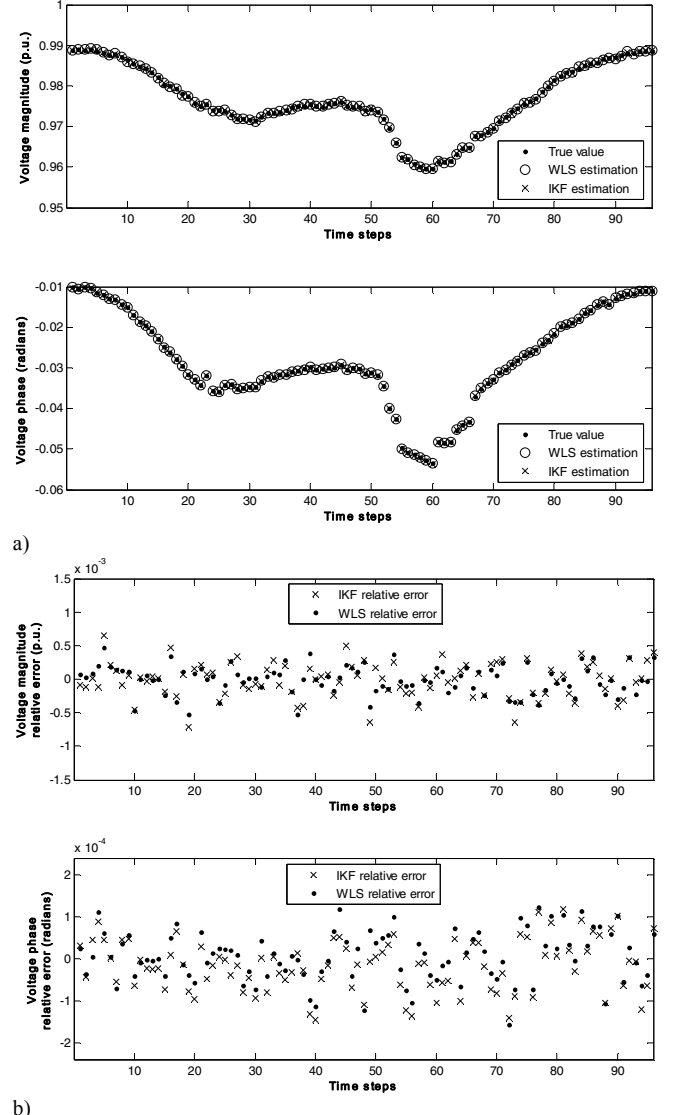 1
0.99
0.98
0.97
0.96
0.95
Voltage magnitude (p.u.)
10 20 30 40 50 60 70 80 90
Time steps
True value
WLS estimation
IKF estimation
-0.01
-0.02
-0.03
-0.04
-0.05
-0.06
Voltage phase (radians)
10 20 30 40 50 60 70 80 90
Time steps
True value
WLS estimation
IKF estimation
a)
x 10-3
1.5
1
0.5
0
-0.5
-1
-1.5
Voltage magnitude
relative error (p.u.)
10 20 30 40 50 60 70 80 90
Time steps
IKF relative error
WLS relative error
x 10-4
2
1
0
-1
-2
Voltage phase
relative error (radians)
10 20 30 40 50 60 70 80 90
Time steps
IKF relative error
WLS relative error
b)